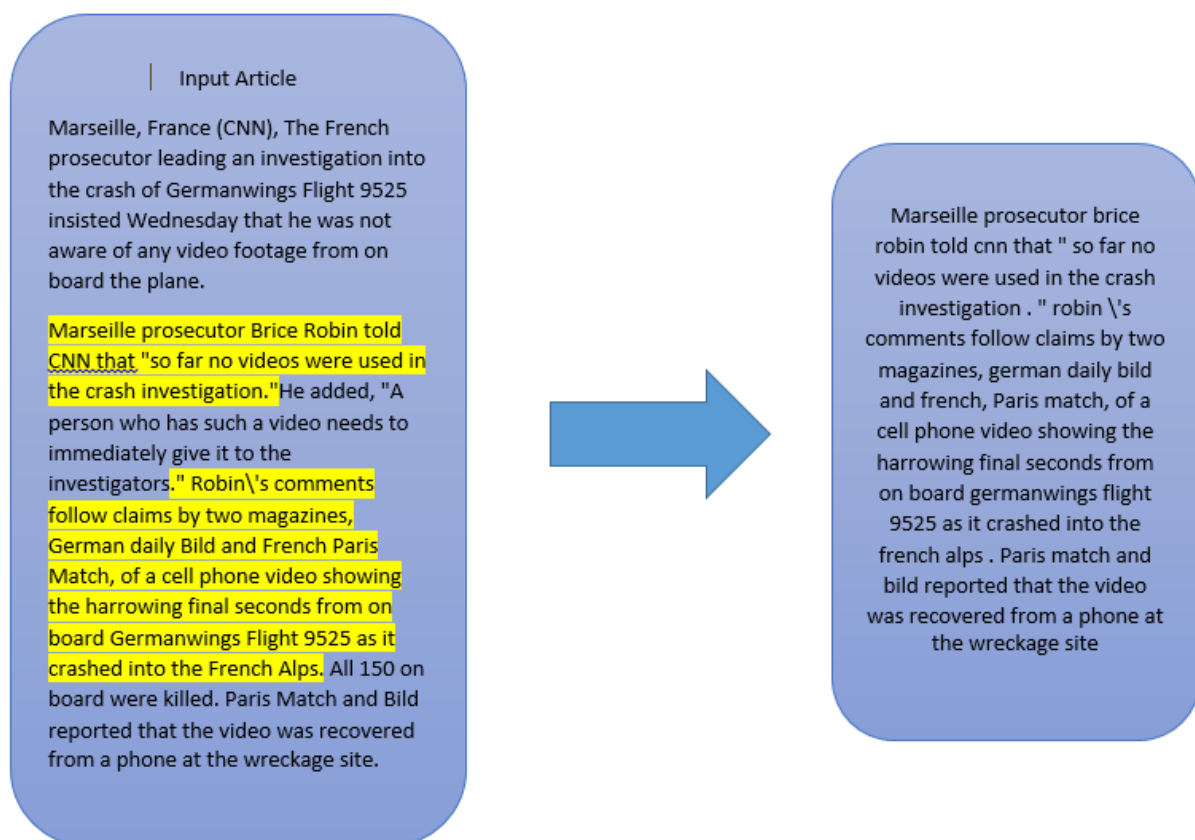 Input Article
Marseille, France (CNN), The French
prosecutor leading an investigation into
the crash of Germanwings Flight 9525
insisted Wednesday that he was not
aware of any video footage from on
board the plane.
Marseille prosecutor Brice Robin told
CNN that "so far no videos were used in
the crash investigation."He added, "A
person who has such a video needs to
immediately give it to the
investigators." Robin\'s comments
follow claims by two magazines,
German daily Bild and French Paris
Match, of a cell phone video showing
the harrowing final seconds from on
board Germanwings Flight 9525 as it
crashed into the French Alps. All 150 on
board were killed. Paris Match and Bild
reported that the video was recovered
from a phone at the wreckage site.
Marseille prosecutor brice
robin told cnn that " so far no
videos were used in the crash
investigation . " robin \'s
comments follow claims by two
magazines, german daily bild
and french, Paris match, of a
cell phone video showing the
harrowing final seconds from
on board germanwings flight
9525 as it crashed into the
french alps . Paris match and
bild reported that the video
was recovered from a phone at
the wreckage site